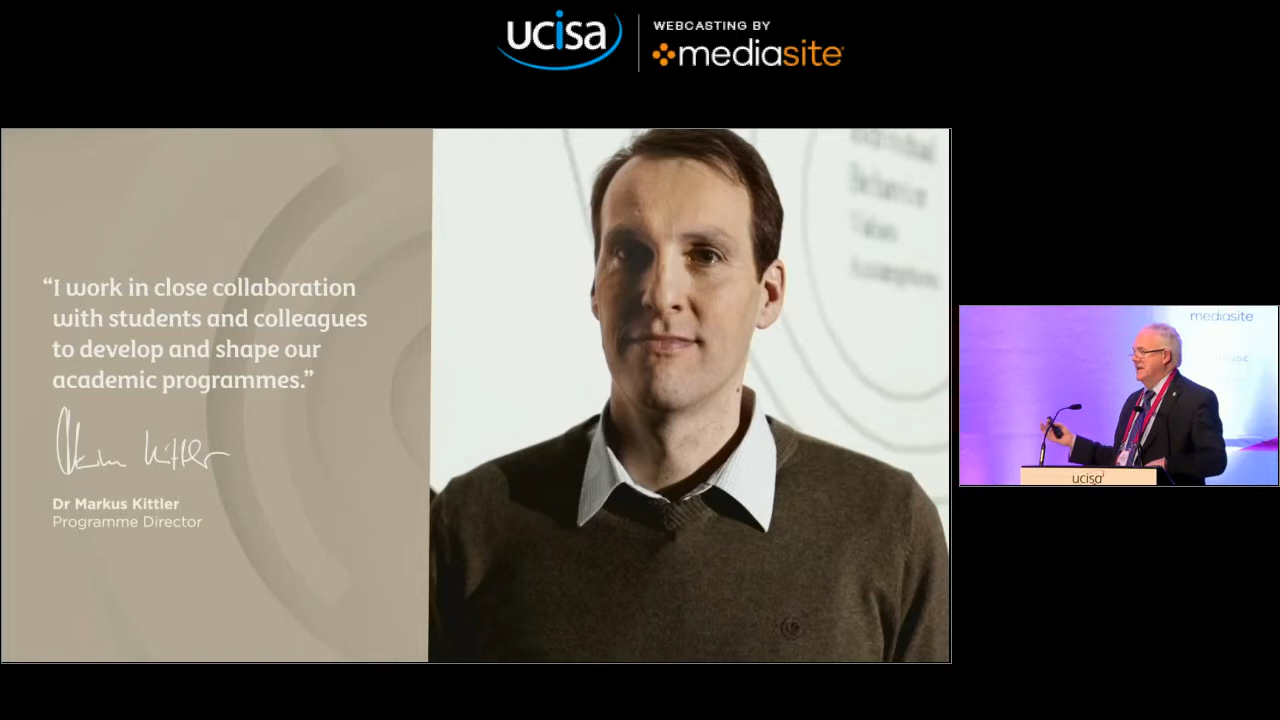 ucisa
WEBCASTING BY
mediasite
“I work in close collaboration
with students and colleagues
to develop and shape our
academic programmes.”
Dr Markus Kittler
Programme Director
mediasite
ucisa